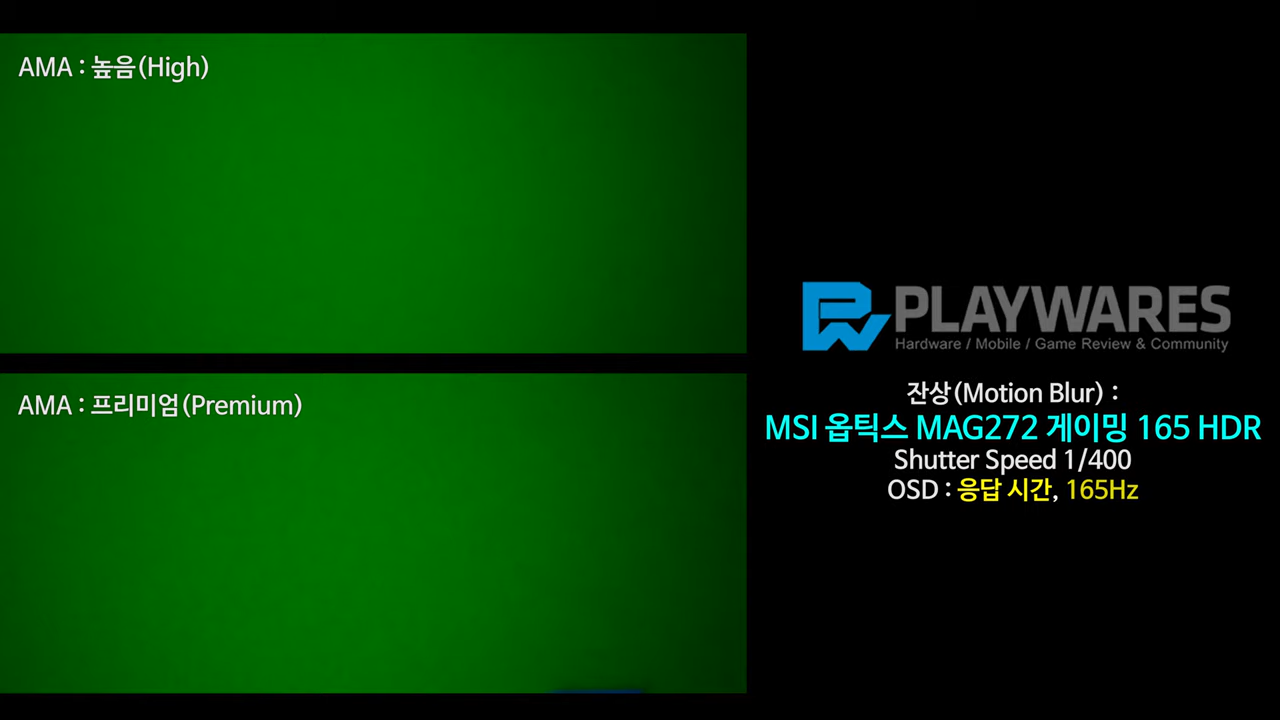 AMA : 높음(High)
AMA : 프리미엄(Premium)
PLAYWARES
Hardware / Mobile / Game Review & Community
잔상(Motion Blur) :
MSI 옵틱스 MAG272 게이밍 165 HDR
Shutter Speed 1/400
OSD : 응답 시간, 165Hz